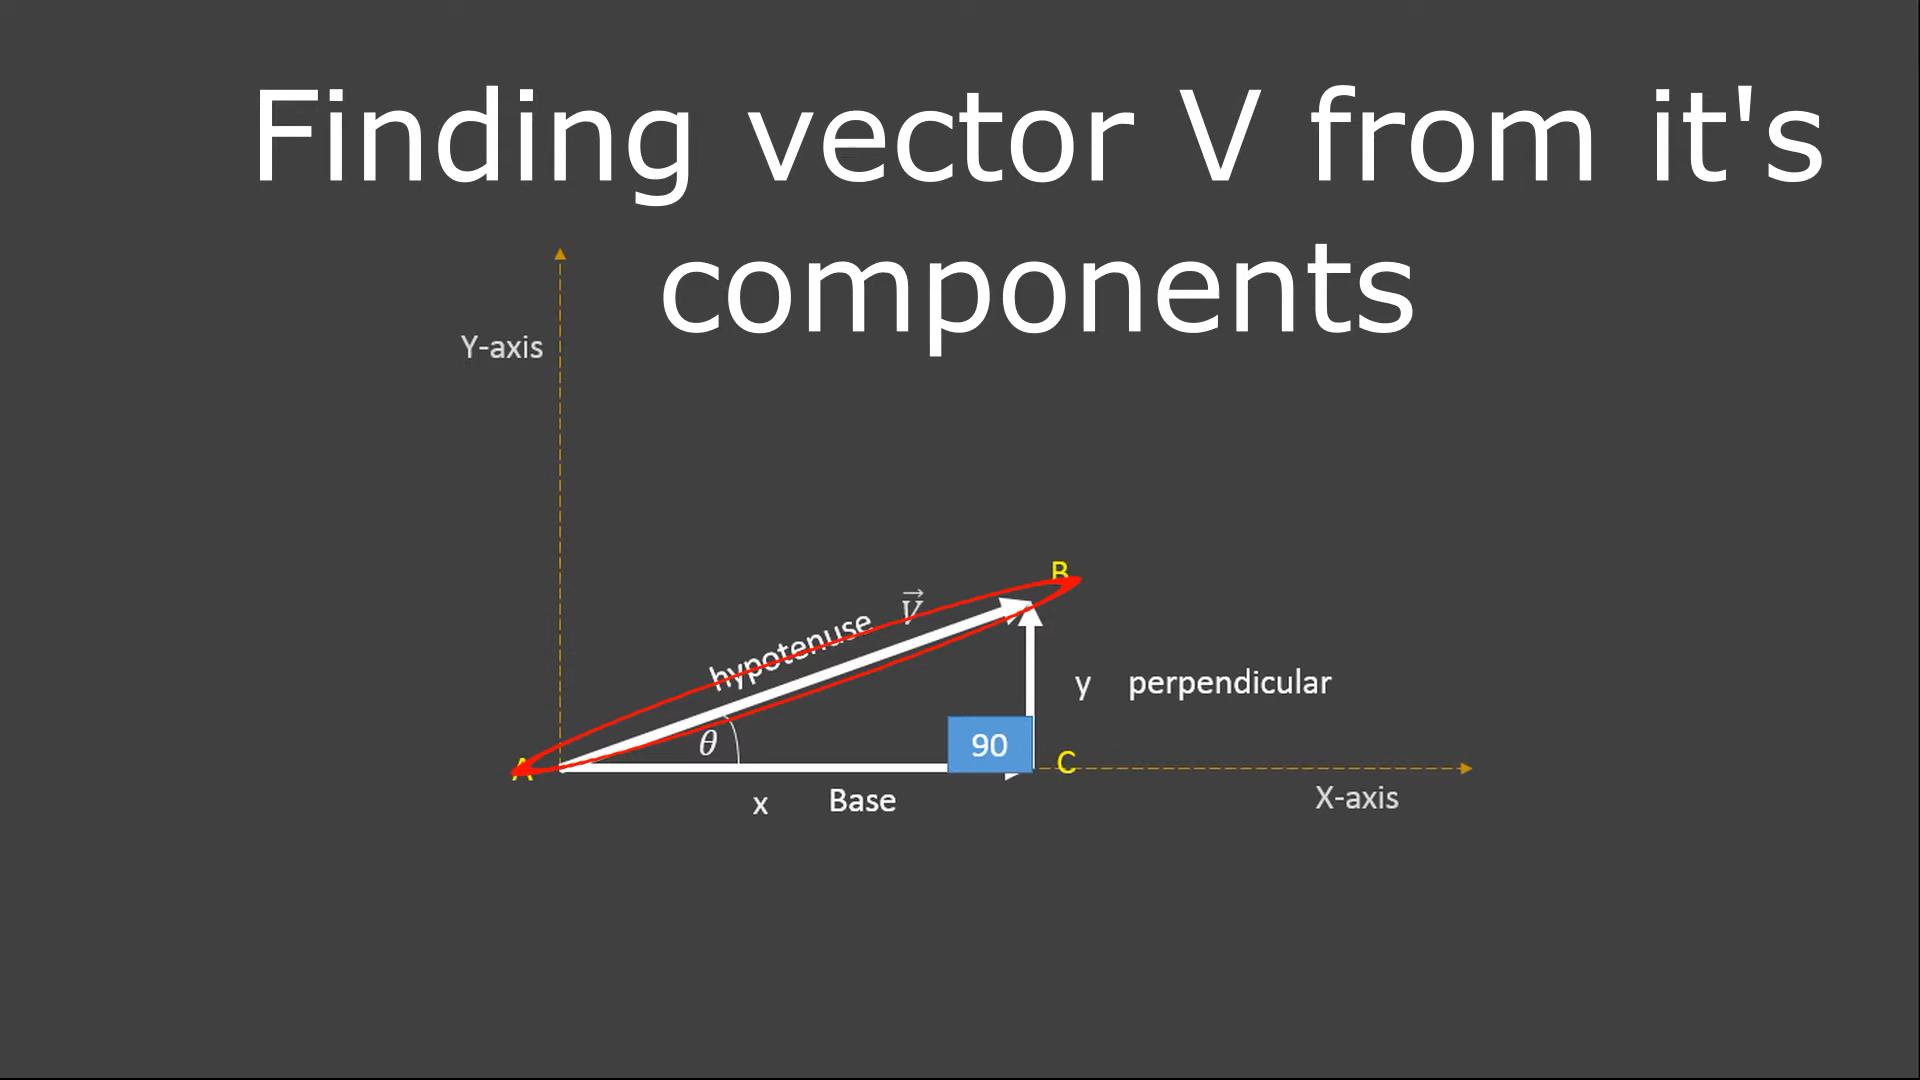 Finding vector V from it's
components
Y-axis
B
hypotenuse
V
y perpendicular
θ
90
A
C
x Base
X-axis